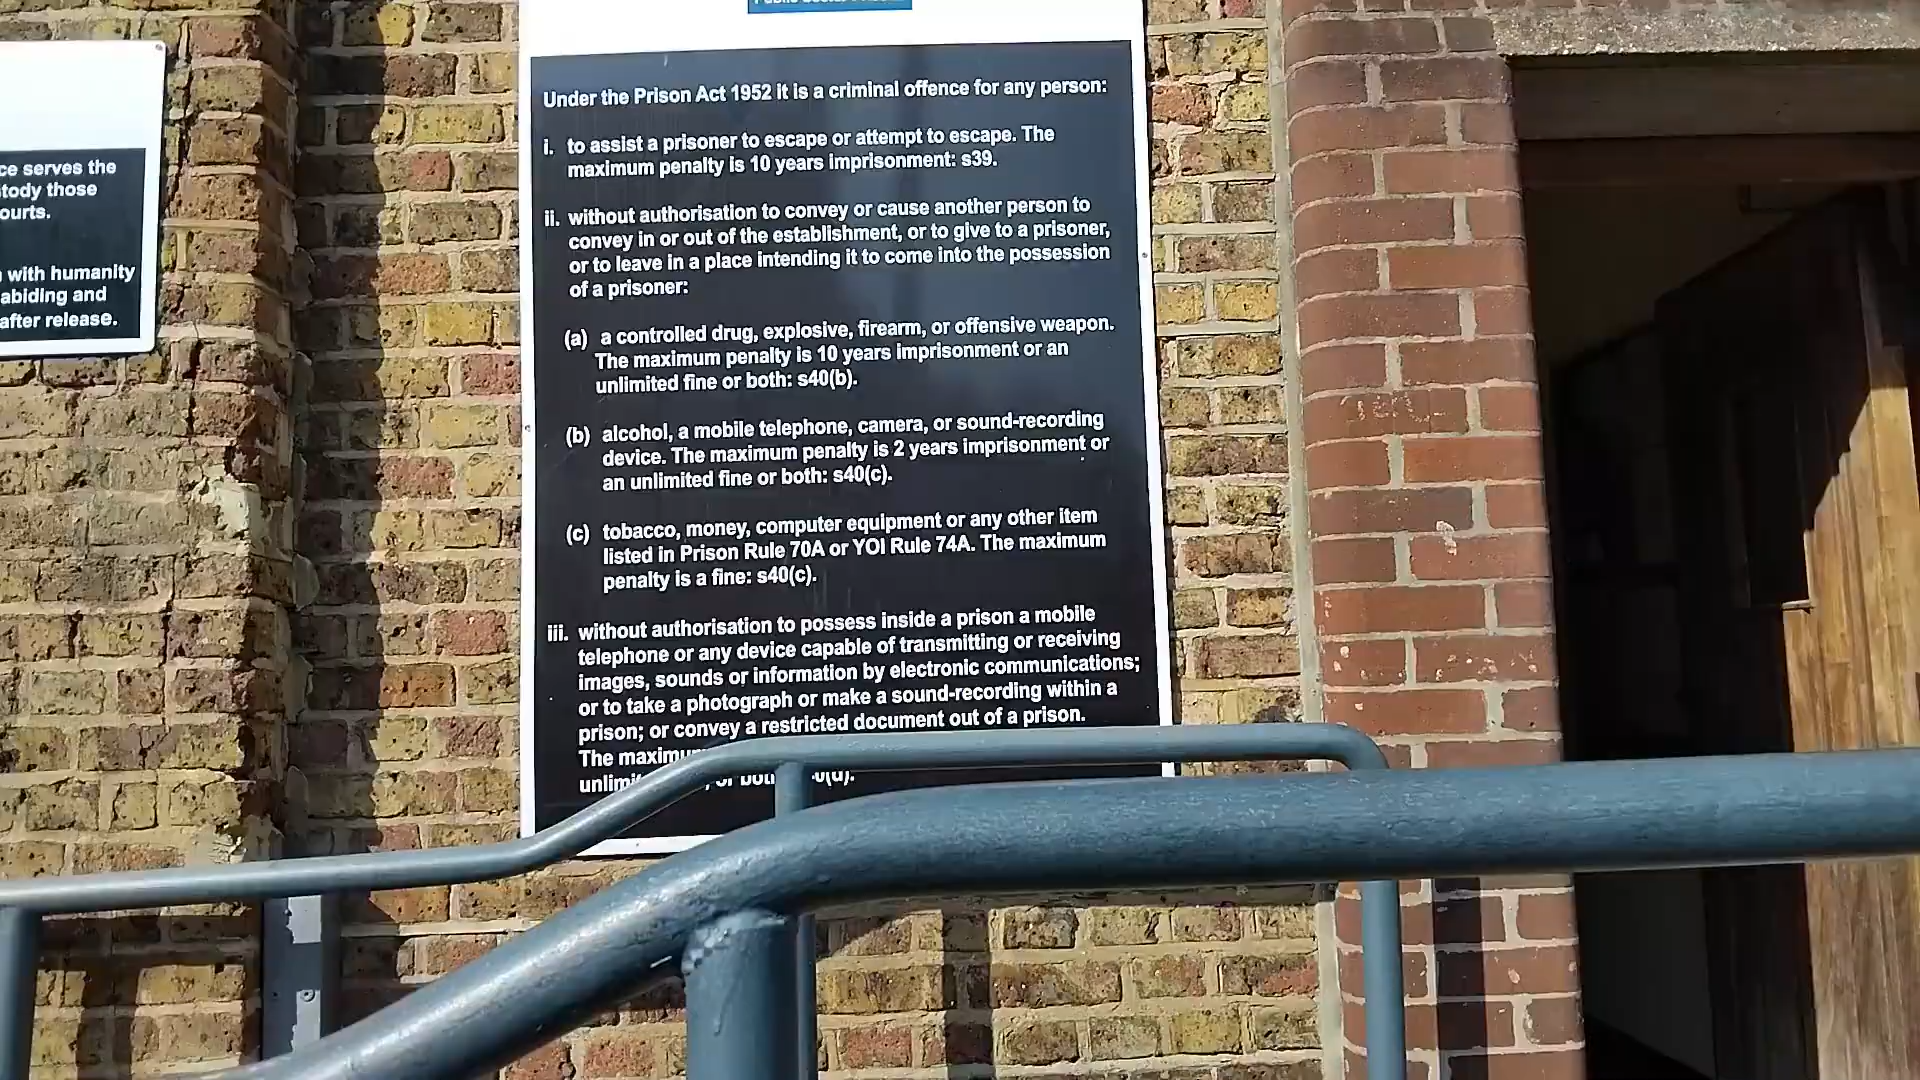 ce serves the
tody those
ourts.
with humanity
abiding and
after release.
Under the Prison Act 1952 it is a criminal offence for any person:
i. to assist a prisoner to escape or attempt to escape. The
maximum penalty is 10 years imprisonment: s39.
ii. without authorisation to convey or cause another person to
convey in or out of the establishment, or to give to a prisoner,
or to leave in a place intending it to come into the possession
of a prisoner:
(a) a controlled drug, explosive, firearm, or offensive weapon.
The maximum penalty is 10 years imprisonment or an
unlimited fine or both: s40(b).
(b) alcohol, a mobile telephone, camera, or sound-recording
device. The maximum penalty is 2 years imprisonment or
an unlimited fine or both: s40(c).
(c) tobacco, money, computer equipment or any other item
listed in Prison Rule 70A or YOI Rule 74A. The maximum
penalty is a fine: s40(c).
iii. without authorisation to possess inside a prison a mobile
telephone or any device capable of transmitting or receiving
images, sounds or information by electronic communications;
or to take a photograph or make a sound-recording within a
prison; or convey a restricted document out of a prison.
The maximu
unlimi or both